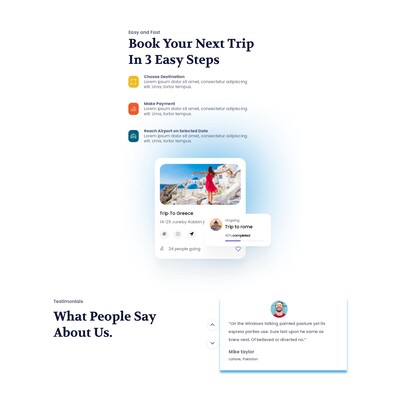 Easy and Fast
Book Your Next Trip
In 3 Easy Steps
Choose Destination
Lorem ipsum dolor sit amet, consectetur adipiscing
elit. Urna, tortor tempus.
Make Payment
Lorem ipsum dolor sit amet, consectetur adipiscing
elit. Urna, tortor tempus.
Reach Airport on Selected Date
Lorem ipsum dolor sit amet, consectetur adipiscing
elit. Urna, tortor tempus.
Trip To Greece
14-29 June
Ongoing
Trip to rome
40% completed
24 people going
Testimonials
What People Say
About Us.
"On the Windows talking painted pasture yet its
express parties use. Sure last upon he same as
knew next. Of believed or diverted no."
Mike taylor
Lahore, Pakistan